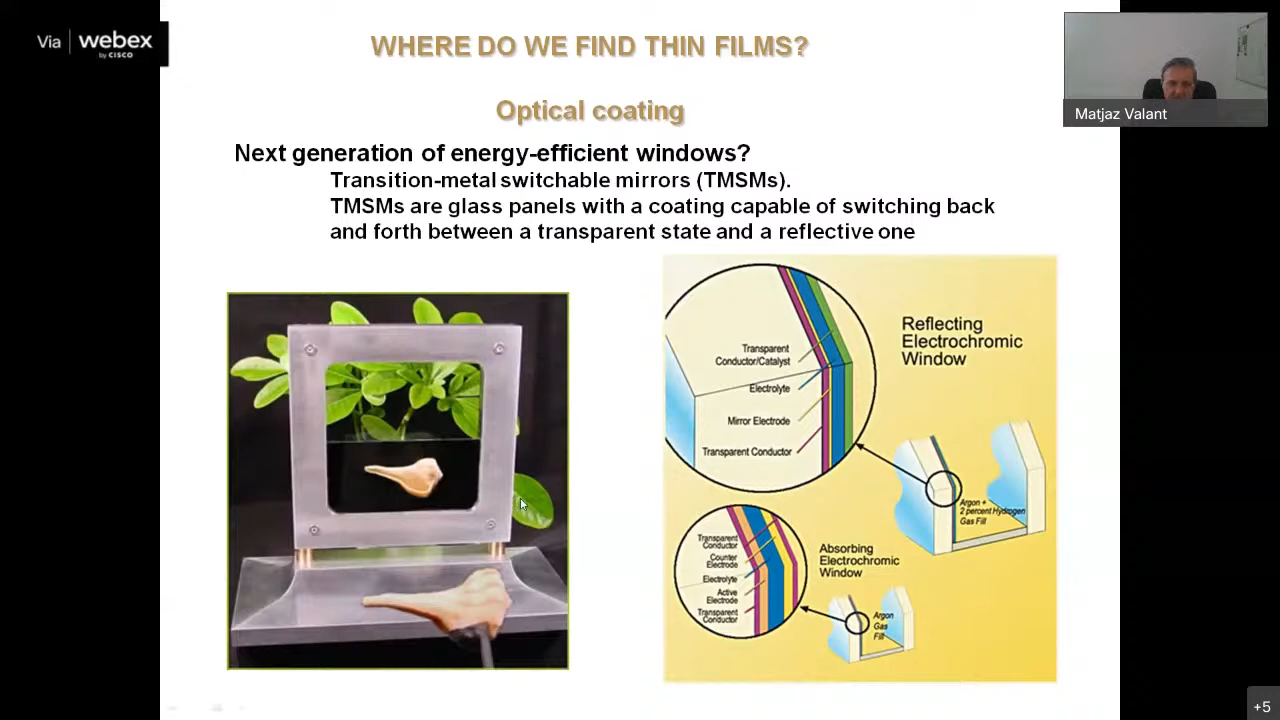 Via webex
by CISCO
WHERE DO WE FIND THIN FILMS?
Matjaz Valant
Optical coating
Next generation of energy-efficient windows?
Transition-metal switchable mirrors (TMSMs).
TMSMs are glass panels with a coating capable of switching back
and forth between a transparent state and a reflective one
Reflecting
Electrochromic
Window
Transparent
Conductor/Catalyst
Electrolyte
Mirror Electrode
Transparent Conductor
Argon +
2 percent Hydrogen
Gas Fill
Transparent
Conductor
Counter
Electrode
Electrolyte
Active
Electrode
Transparent
Conductor
Absorbing
Electrochromic
Window
Argon
Gas
Fill
+5